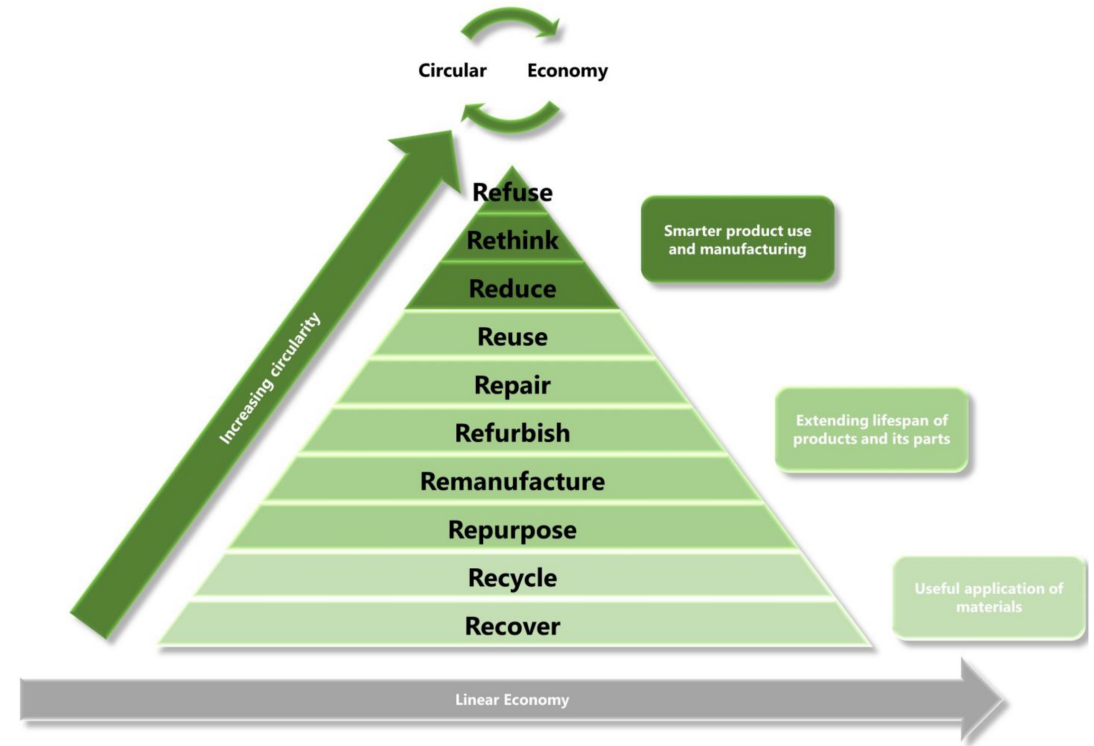 Circular Economy
Refuse
Rethink
Reduce
Reuse
Repair
Refurbish
Remanufacture
Repurpose
Recycle
Recover
Increasing circularity
Smarter product use
and manufacturing
Extending lifespan of
products and its parts
Useful application of
materials
Linear Economy